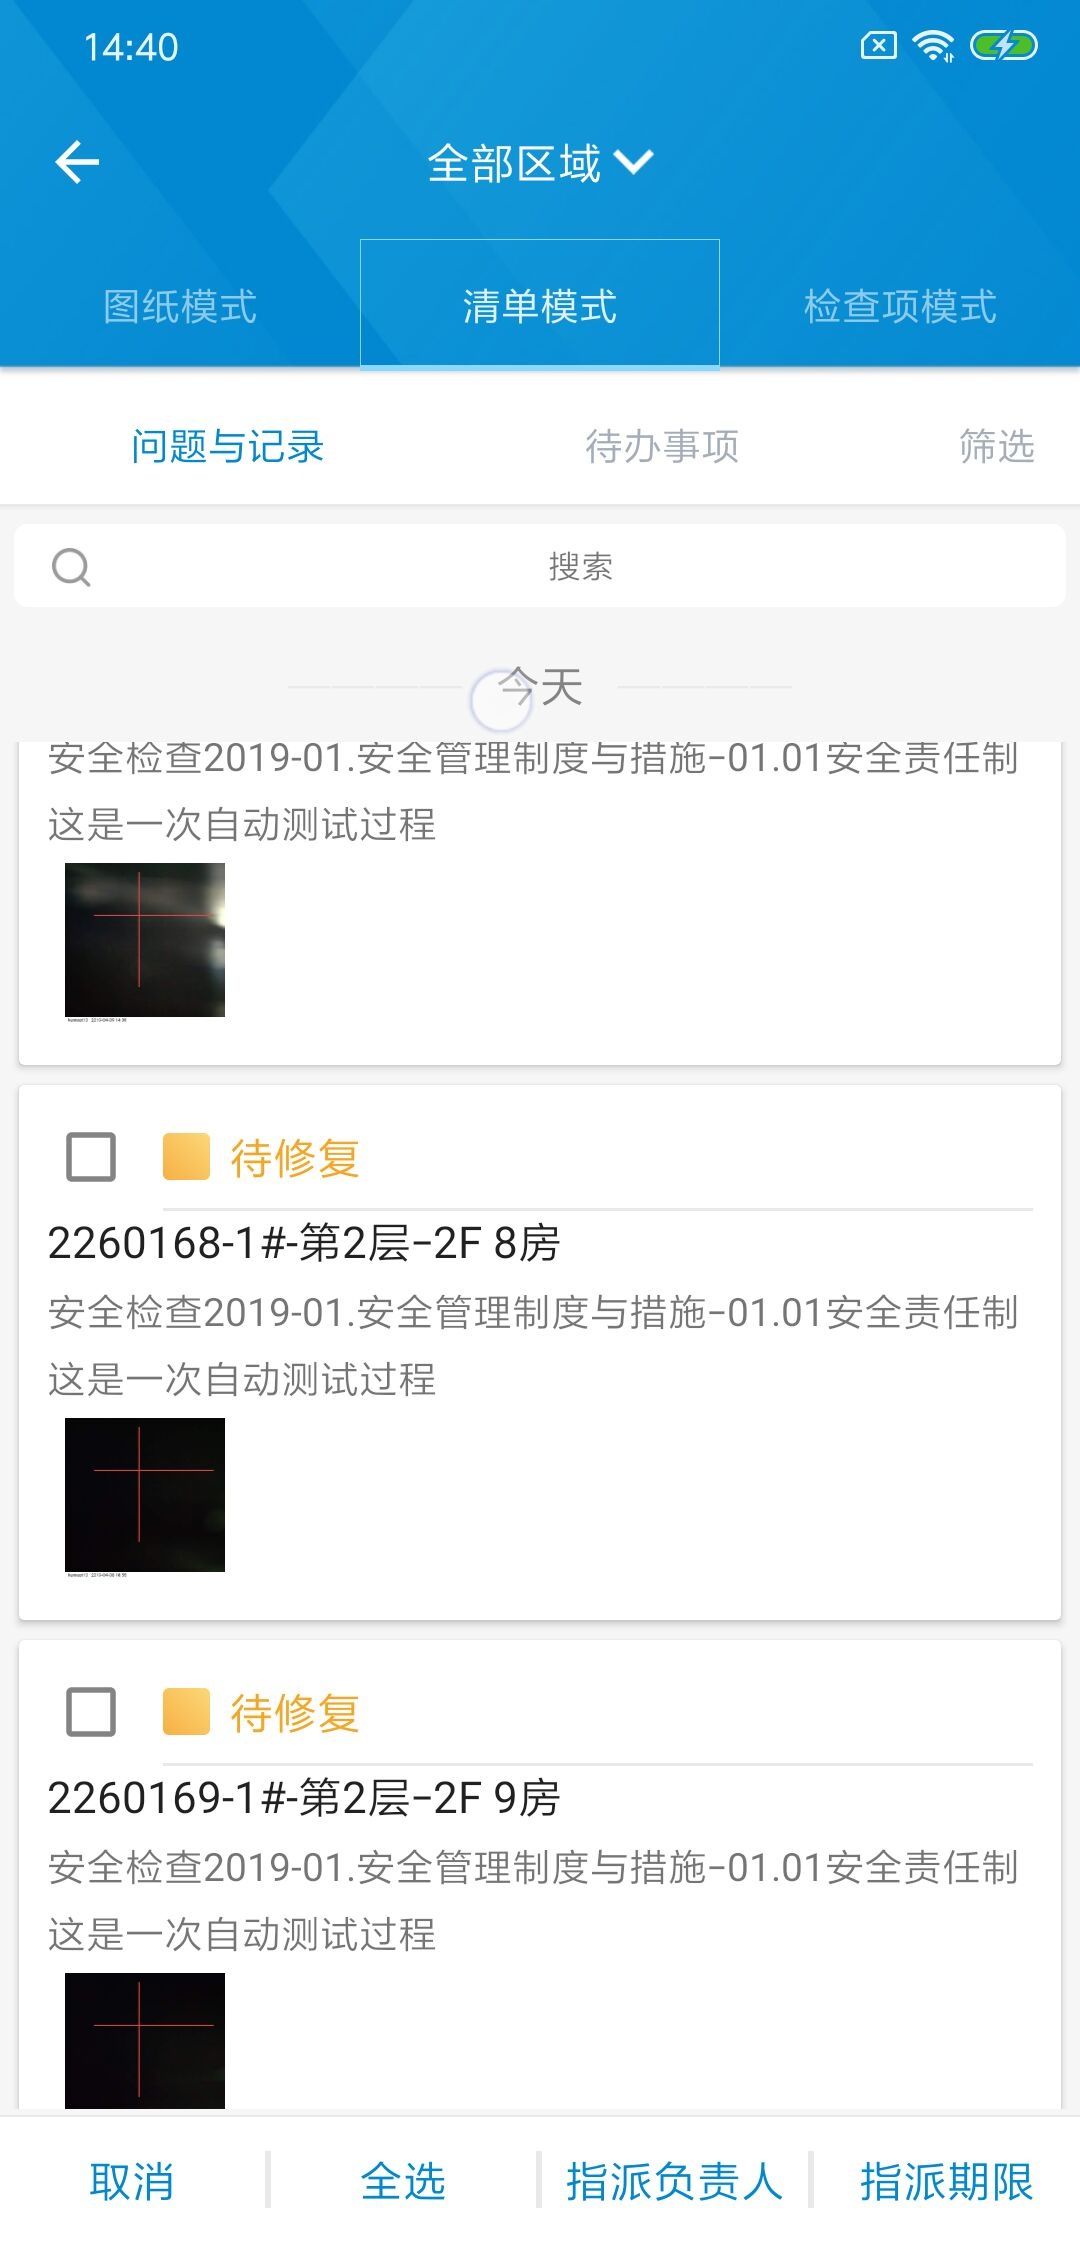 14:40
全部区域
图纸模式
清单模式
检查项模式
问题与记录
待办事项
筛选
搜索
今天
安全检查2019-01.安全管理制度与措施-01.01安全责任制
这是一次自动测试过程
待修复
2260168-1#-第2层-2F 8房
安全检查2019-01.安全管理制度与措施-01.01安全责任制
这是一次自动测试过程
待修复
2260169-1#-第2层-2F 9房
安全检查2019-01.安全管理制度与措施-01.01安全责任制
这是一次自动测试过程
取消
全选
指派负责人
指派期限